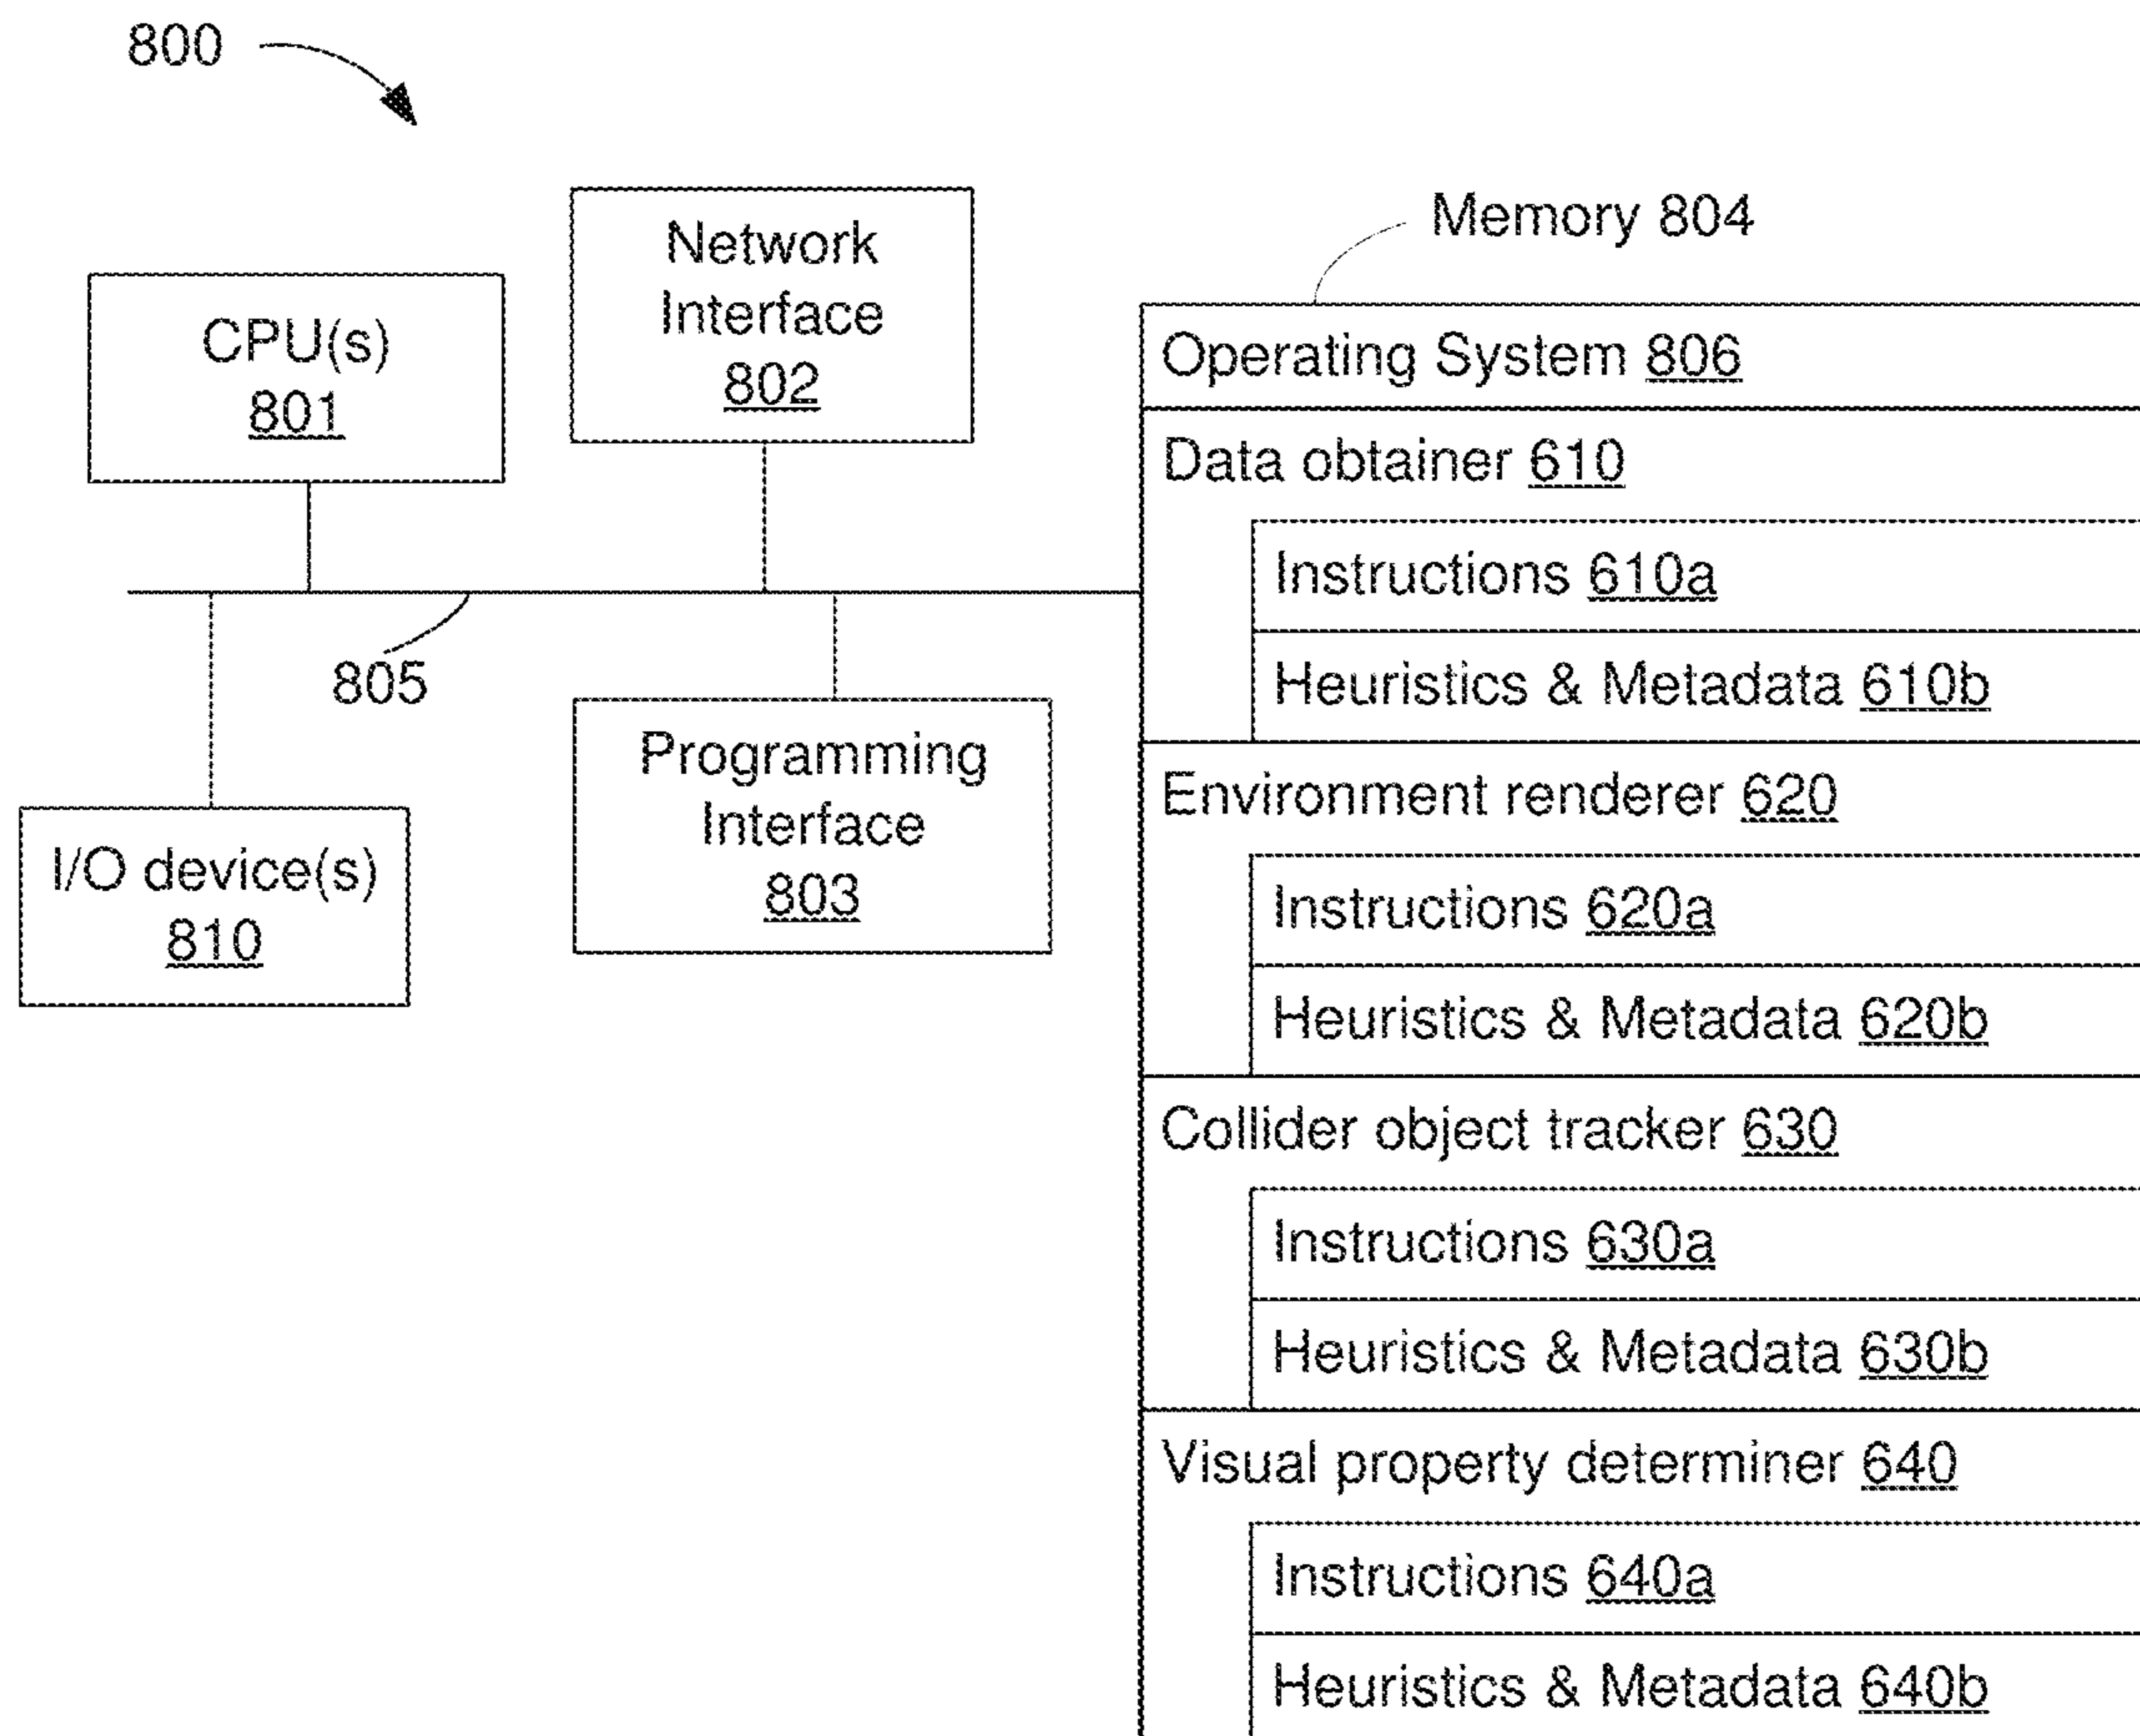 800
CPU(s)
801
Network
Interface
802
805
I/O device(s)
810
Programming
Interface
803
Memory 804
Operating System 806
Data obtainer 610
Instructions 610a
Heuristics & Metadata 610b
Environment renderer 620
Instructions 620a
Heuristics & Metadata 620b
Collider object tracker 630
Instructions 630a
Heuristics & Metadata 630b
Visual property determiner 640
Instructions 640a
Heuristics & Metadata 640b